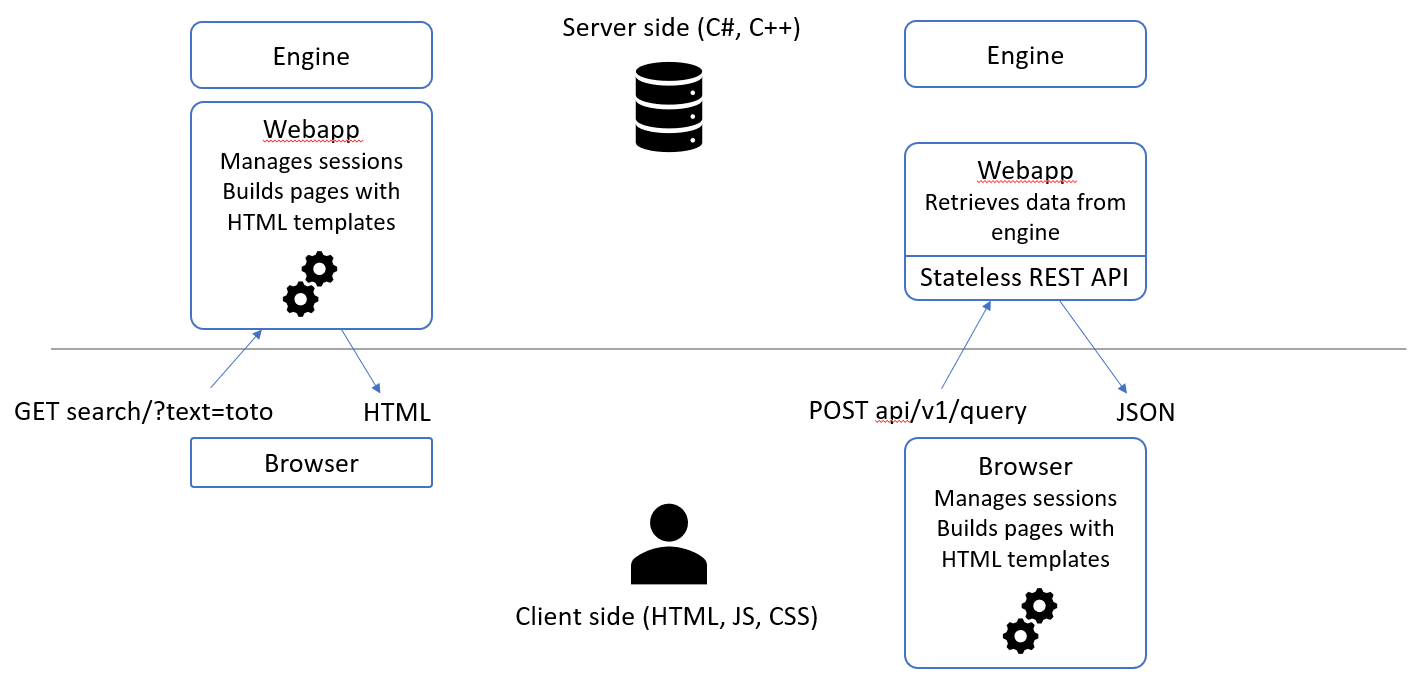 Server side (C#, C++)
Engine
Webapp
Manages sessions
Builds pages with
HTML templates
GET search/?text=toto
HTML
Browser
Engine
Webapp
Retrieves data from
engine
Stateless REST API
POST api/v1/query
JSON
Browser
Manages sessions
Builds pages with
HTML templates
Client side (HTML, JS, CSS)